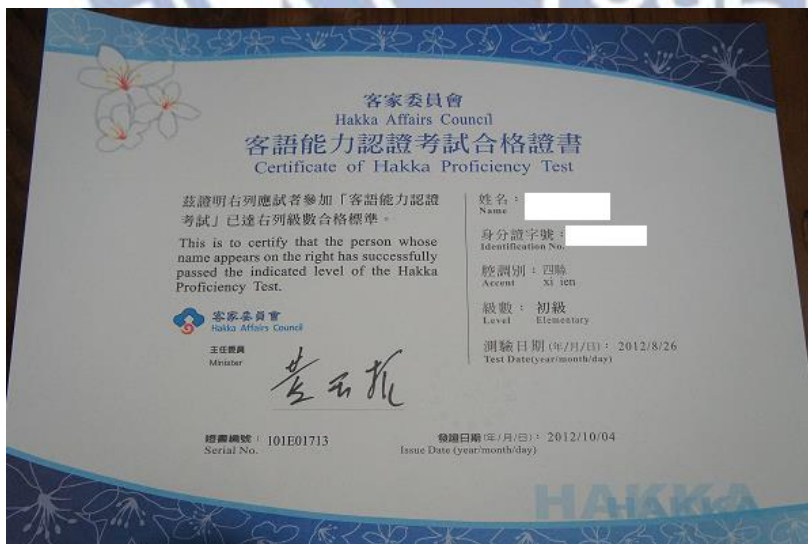 客家委員會
Hakka Affairs Council
客語能力認證考試合格證書
Certificate of Hakka Proficiency Test
茲證明右列應試者參加「客語能力認證
考試」已達右列級數合格標準。
This is to certify that the person whose
name appears on the right has successfully
passed the indicated level of the Hakka
Proficiency Test.
客家委員會
Hakka Affairs Council
主任委員
Minister
姓名：
Name
身分證字號：
Identification No.
腔調別：四縣
Accent xi ien
級數：初級
Level Elementary
測驗日期(年/月/日)：2012/8/26
Test Date(year/month/day)
證書編號：101E01713
Serial No.
發證日期(年/月/日)：2012/10/04
Issue Date (year/month/day)
HAKKA
HAKKA